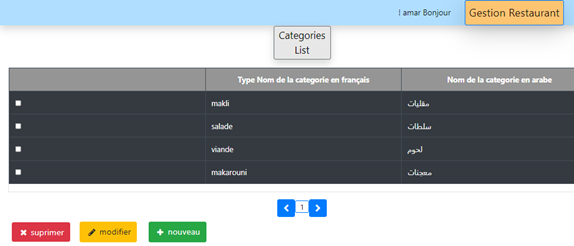 I amar Bonjour
Gestion Restaurant
Categories
List
Type Nom de la categorie en français
Nom de la categorie en arabe
makli مقليات
salade سلطات
viande لحوم
makarouni معجنات
1
suprimer modifier nouveau